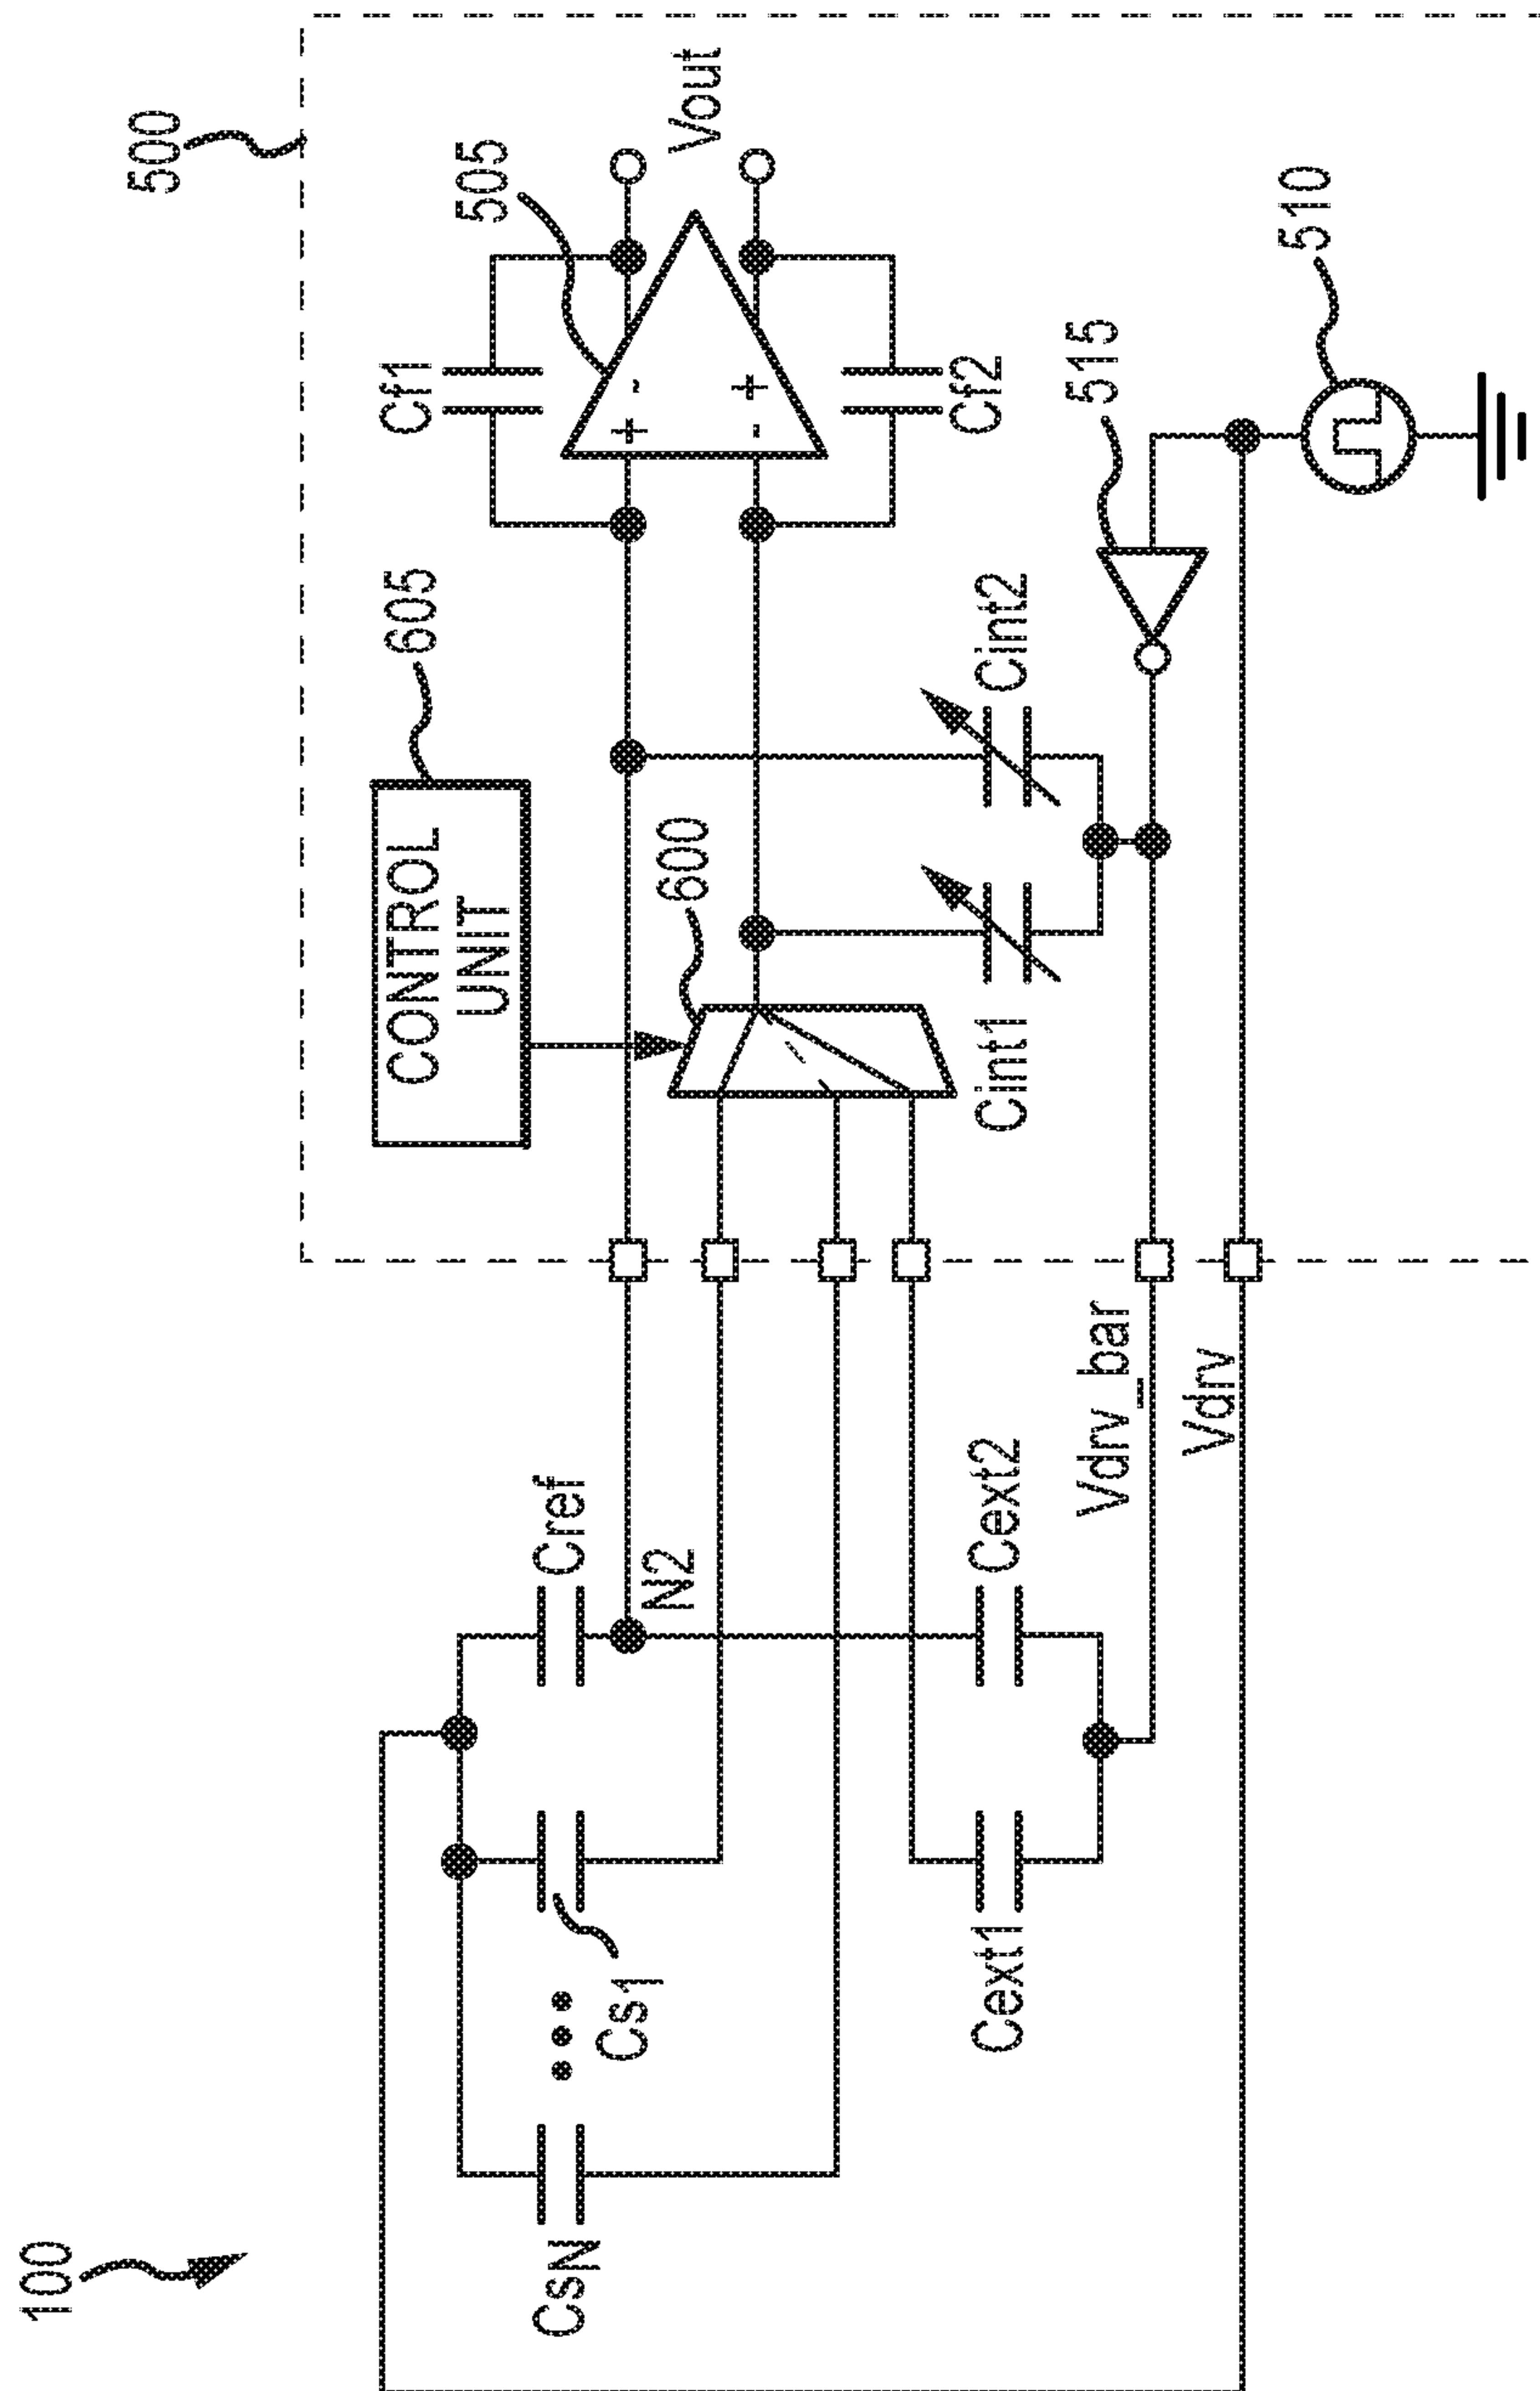 100
500
CONTROL
UNIT
605
Cf1
505
Vout
+ -
- +
Cf2
600
Cref
N2
CsN
Cs1
Cint1
Cint2
Cext1
Cext2
515
510
Vdrv_bar
Vdrv